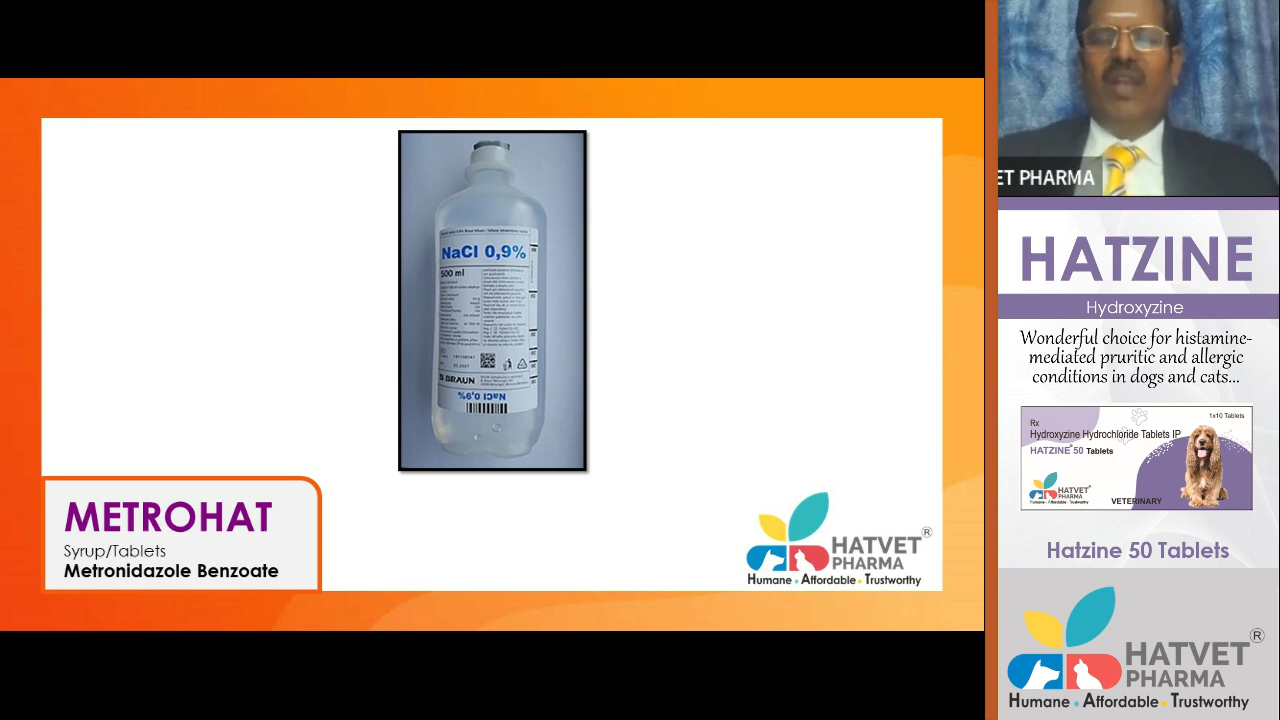 NaCl 0,9%
500 ml
B BRAUN
NaCl 0,9%
METROHAT
Syrup/Tablets
Metronidazole Benzoate
HATVET ®
PHARMA
Humane • Affordable • Trustworthy
ET PHARMA
HATZINE
Hydroxyzine
Wonderful choice for histamine-
mediated pruritic and allergic
conditions in dogs and cats...
1x10 Tablets
Rx
Hydroxyzine Hydrochloride Tablets IP
HATZINE® 50 Tablets
HATVET
PHARMA
Humane • Affordable • Trustworthy
VETERINARY
Hatzine 50 Tablets
HATVET ®
PHARMA
Humane • Affordable • Trustworthy